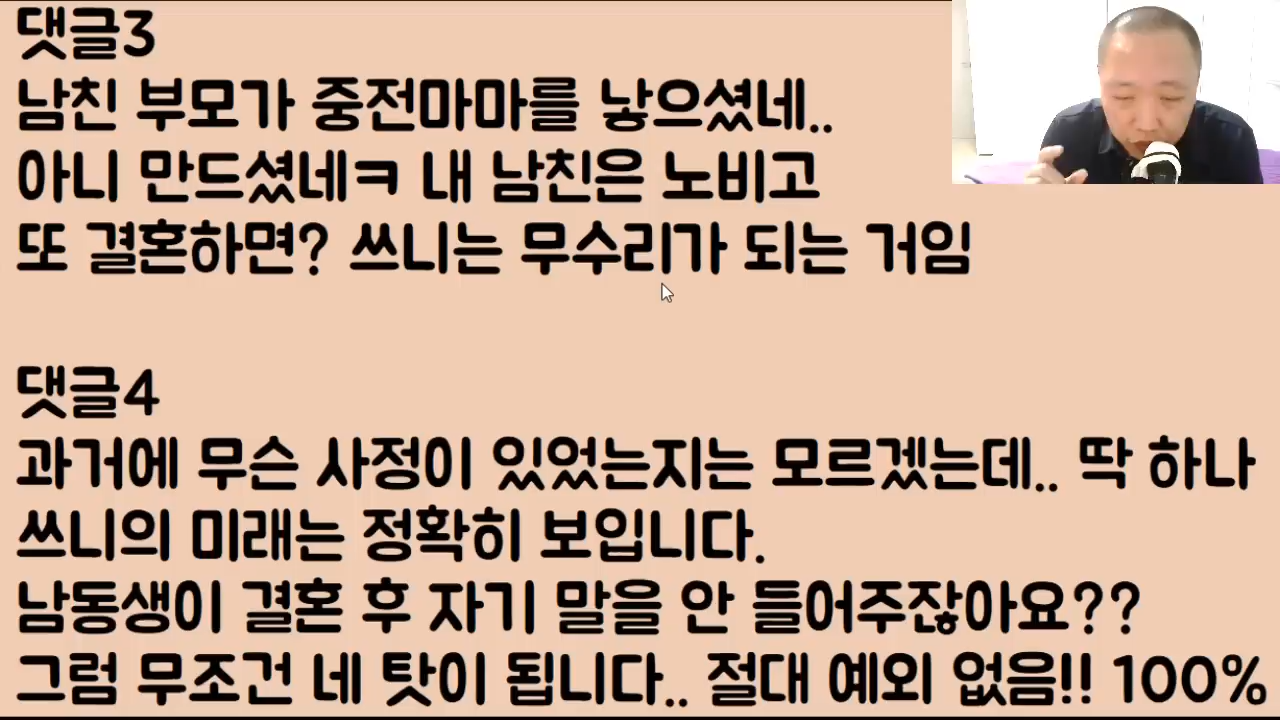 댓글3
남친 부모가 중전마마를 낳으셨네..
아니 만드셨네ㅋ 내 남친은 노비고
또 결혼하면? 쓰니는 무수리가 되는 거임
댓글4
과거에 무슨 사정이 있었는지는 모르겠는데.. 딱 하나
쓰니의 미래는 정확히 보입니다.
남동생이 결혼 후 자기 말을 안 들어주잖아요??
그럼 무조건 네 탓이 됩니다.. 절대 예외 없음!! 100%